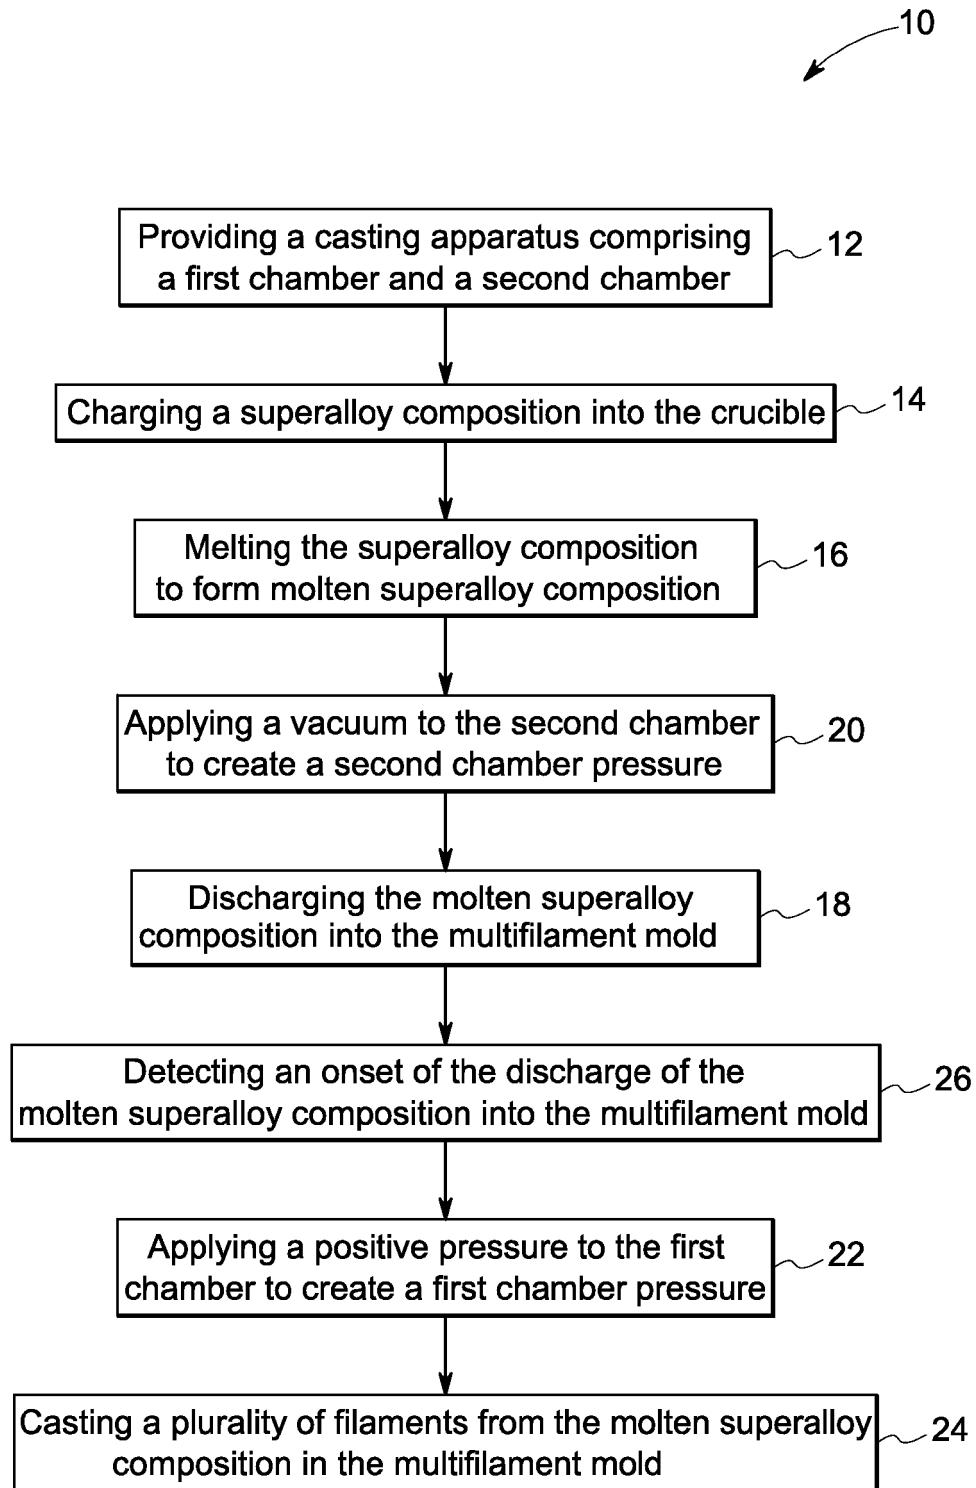 10
Providing a casting apparatus comprising
a first chamber and a second chamber
12
Charging a superalloy composition into the crucible
14
Melting the superalloy composition
to form molten superalloy composition
16
Applying a vacuum to the second chamber
to create a second chamber pressure
20
Discharging the molten superalloy
composition into the multifilament mold
18
Detecting an onset of the discharge of the
molten superalloy composition into the multifilament mold
26
Applying a positive pressure to the first
chamber to create a first chamber pressure
22
Casting a plurality of filaments from the molten superalloy
composition in the multifilament mold
24